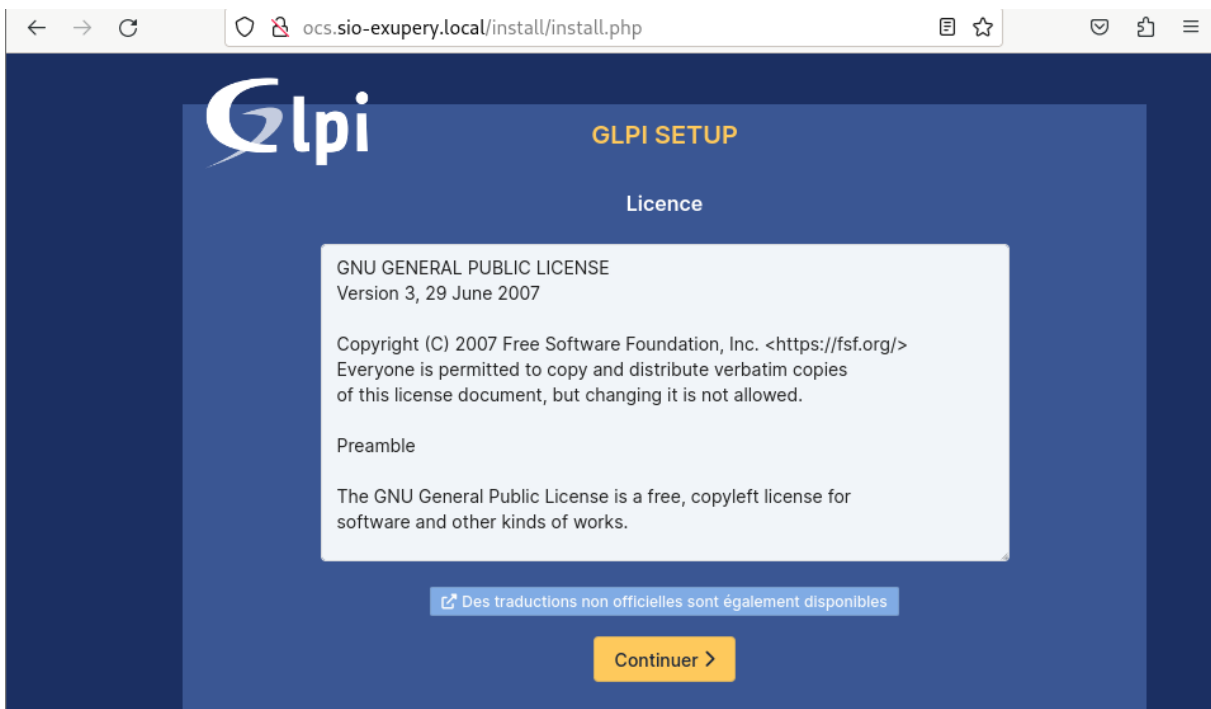 ocs.sio-exupery.local/install/install.php
Glpi
GLPI SETUP
Licence
GNU GENERAL PUBLIC LICENSE
Version 3, 29 June 2007
Copyright (C) 2007 Free Software Foundation, Inc. <https://fsf.org/>
Everyone is permitted to copy and distribute verbatim copies
of this license document, but changing it is not allowed.
Preamble
The GNU General Public License is a free, copyleft license for
software and other kinds of works.
Des traductions non officielles sont également disponibles
Continuer